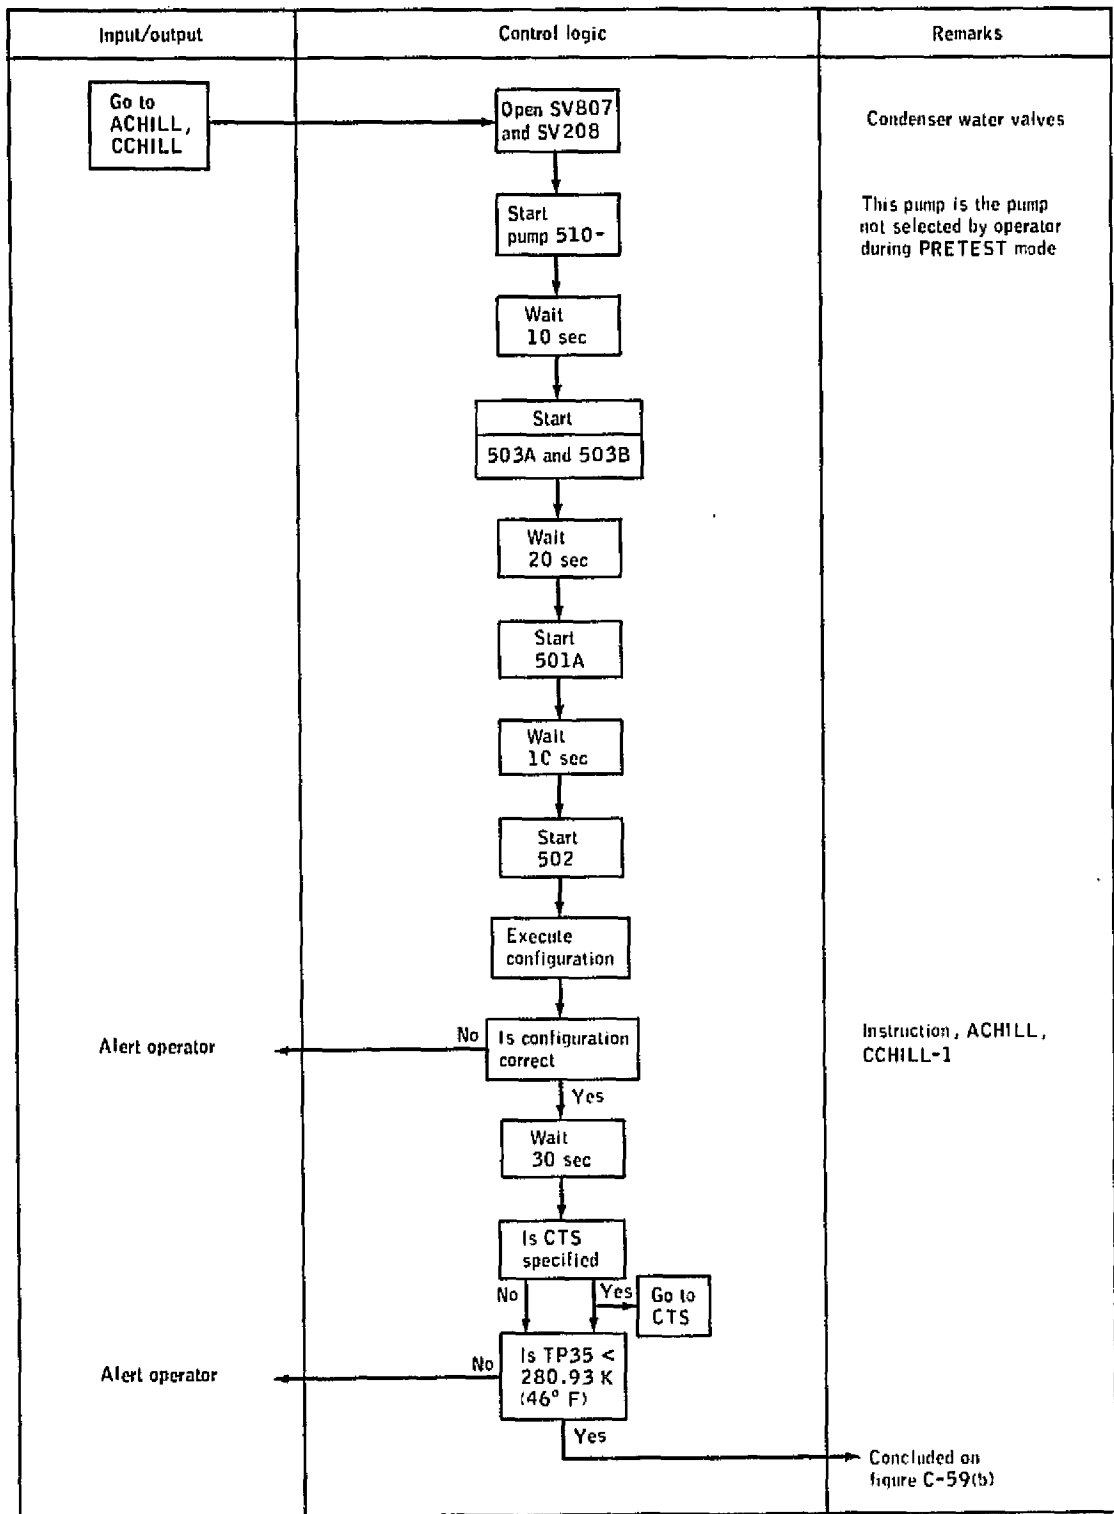 Input/output
Control logic
Remarks
Go to
ACHILL,
CCHILL
Open SV807
and SV208
Condenser water valves
Start
pump 510-
This pump is the pump
not selected by operator
during PRETEST mode
Wait
10 sec
Start
503A and 503B
Wait
20 sec
Start
501A
Wait
10 sec
Start
502
Execute
configuration
Alert operator
No
Is configuration
correct
Instruction, ACHILL,
CCHILL-1
Yes
Wait
30 sec
Is CTS
specified
No
Yes
Go to
CTS
Alert operator
No
Is TP35 <
280.93 K
(46° F)
Yes
Concluded on
figure C-59(b)